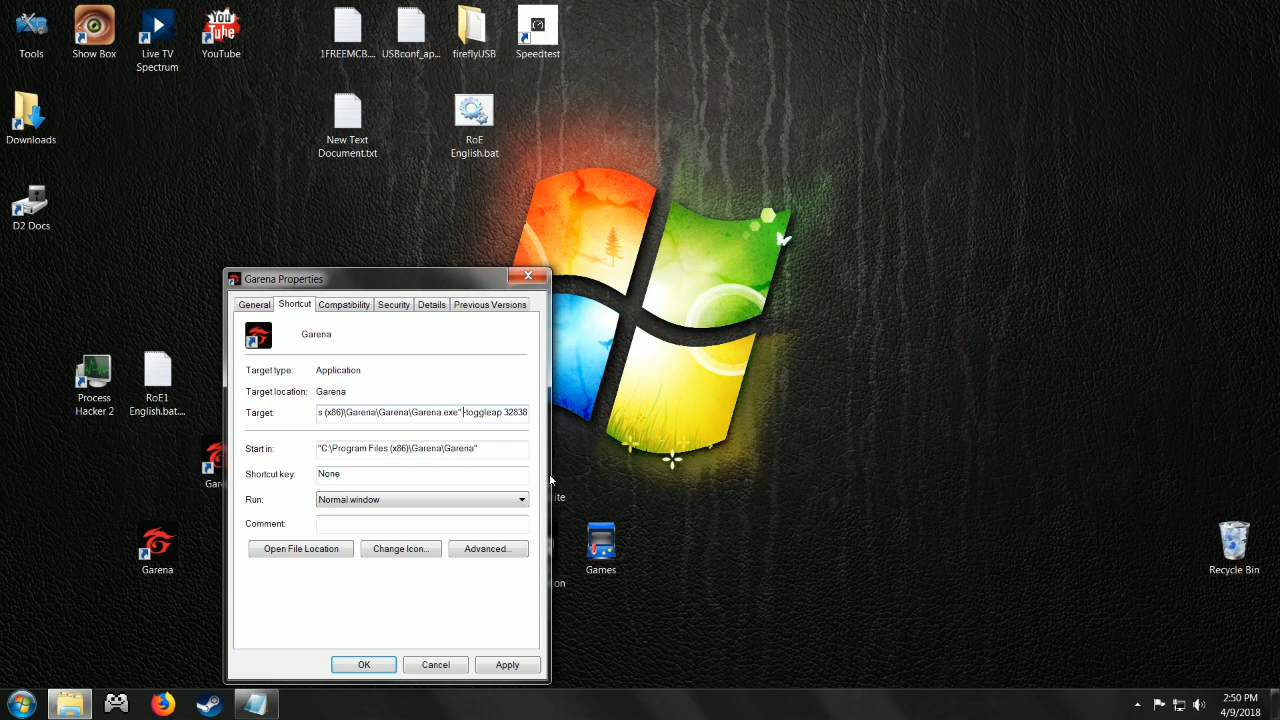 Tools
Show Box
Live TV
Spectrum
You
Tube
YouTube
1FREEMCB....
USBconf_ap...
fireflyUSB
Speedtest
Downloads
New Text
Document.txt
RoE
English.bat
D2 Docs
Garena Properties
General
Shortcut
Compatibility
Security
Details
Previous Versions
Garena
Target type:
Application
Target location:
Garena
Target:
s (x86)\Garena\Garena\Garena.exe" -toggleap 32838
Start in:
"C:\Program Files (x86)\Garena\Garena"
Shortcut key:
None
Run:
Normal window
Comment:
Open File Location
Change Icon...
Advanced...
OK
Cancel
Apply
Process
Hacker 2
RoE1
English.bat....
Gar
ite
Garena
on
Games
Recycle Bin
2:50 PM
4/9/2018